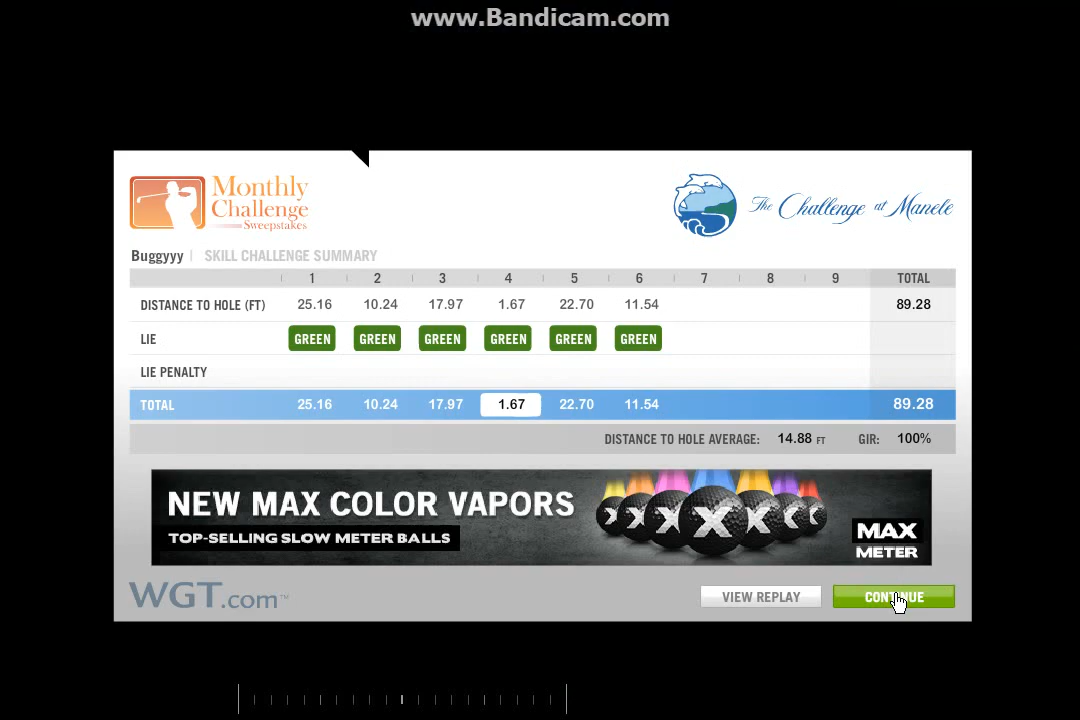 www.Bandicam.com
Monthly
Challenge
Sweepstakes
The Challenge at Manele
Buggyyy | SKILL CHALLENGE SUMMARY
1 2 3 4 5 6 7 8 9 TOTAL
DISTANCE TO HOLE (FT) 25.16 10.24 17.97 1.67 22.70 11.54 89.28
LIE GREEN GREEN GREEN GREEN GREEN GREEN
LIE PENALTY
TOTAL 25.16 10.24 17.97 1.67 22.70 11.54 89.28
DISTANCE TO HOLE AVERAGE: 14.88 FT GIR: 100%
NEW MAX COLOR VAPORS
TOP-SELLING SLOW METER BALLS
X X X X X
MAX
METER
WGT.com™
VIEW REPLAY CONTINUE